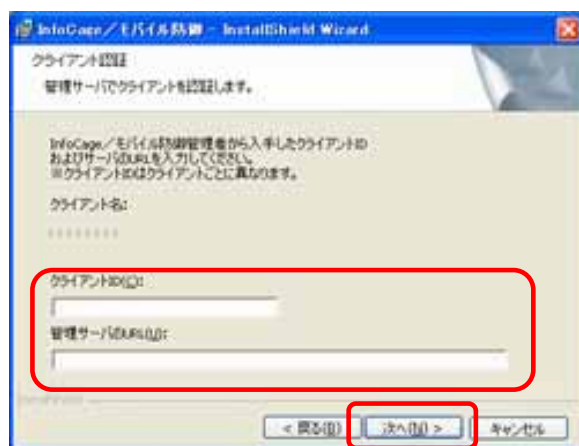 InfoCage／モバイル防御 - InstallShield Wizard
クライアント認証
管理サーバでクライアントを認証します。
InfoCage／モバイル防御管理者から入手したクライアントID
およびサーバのURLを入力してください。
※クライアントIDはクライアントごとに異なります。
クライアント名:
クライアントID(C):
管理サーバのURL(U):
InstallShield
< 戻る(B)
次へ(N) >
キャンセル